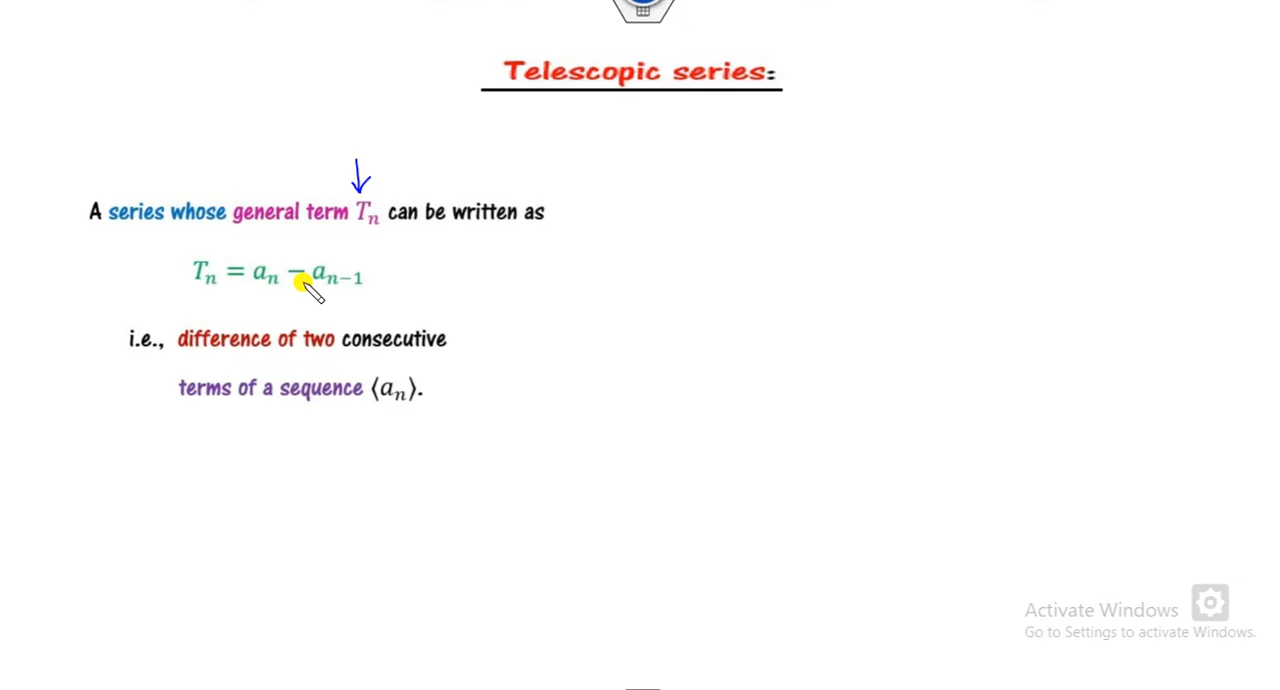 Telescopic series:
A series whose general term Tₙ can be written as
Tₙ = aₙ − aₙ₋₁
i.e., difference of two consecutive
terms of a sequence ⟨aₙ⟩.
Activate Windows
Go to Settings to activate Windows.